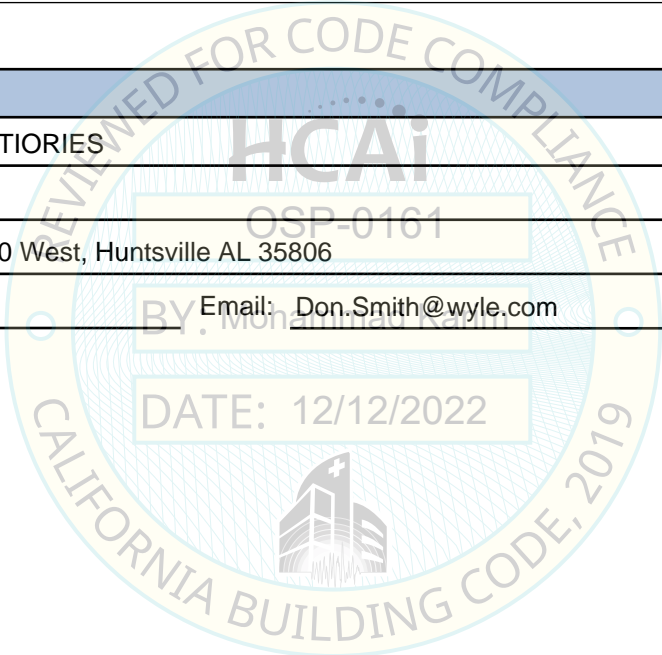 REVIEWED FOR CODE COMPLIANCE
HCAi
TIORIES
OSP-0161
0 West, Huntsville AL 35806
Email: Don.Smith@wyle.com
BY: Mohammad Karim
DATE: 12/12/2022
CALIFORNIA BUILDING CODE, 2019